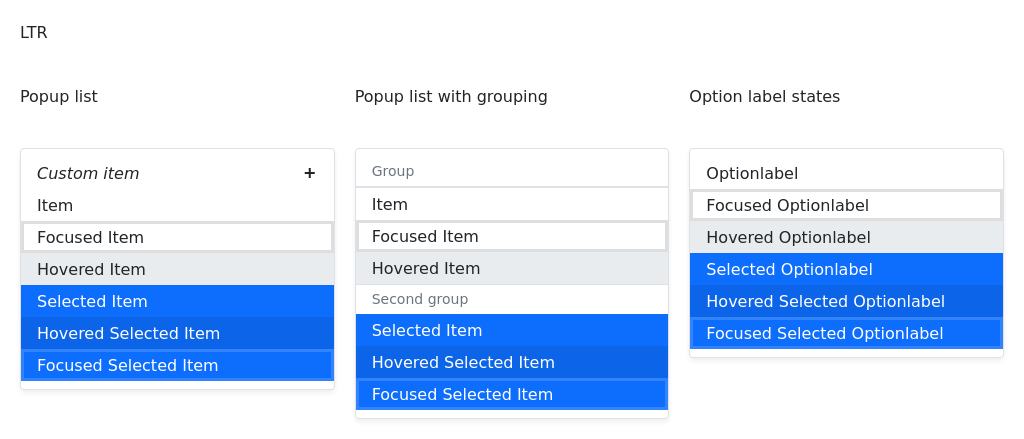 LTR
Popup list
Custom item +
Item
Focused Item
Hovered Item
Selected Item
Hovered Selected Item
Focused Selected Item
Popup list with grouping
Group
Item
Focused Item
Hovered Item
Second group
Selected Item
Hovered Selected Item
Focused Selected Item
Option label states
Optionlabel
Focused Optionlabel
Hovered Optionlabel
Selected Optionlabel
Hovered Selected Optionlabel
Focused Selected Optionlabel